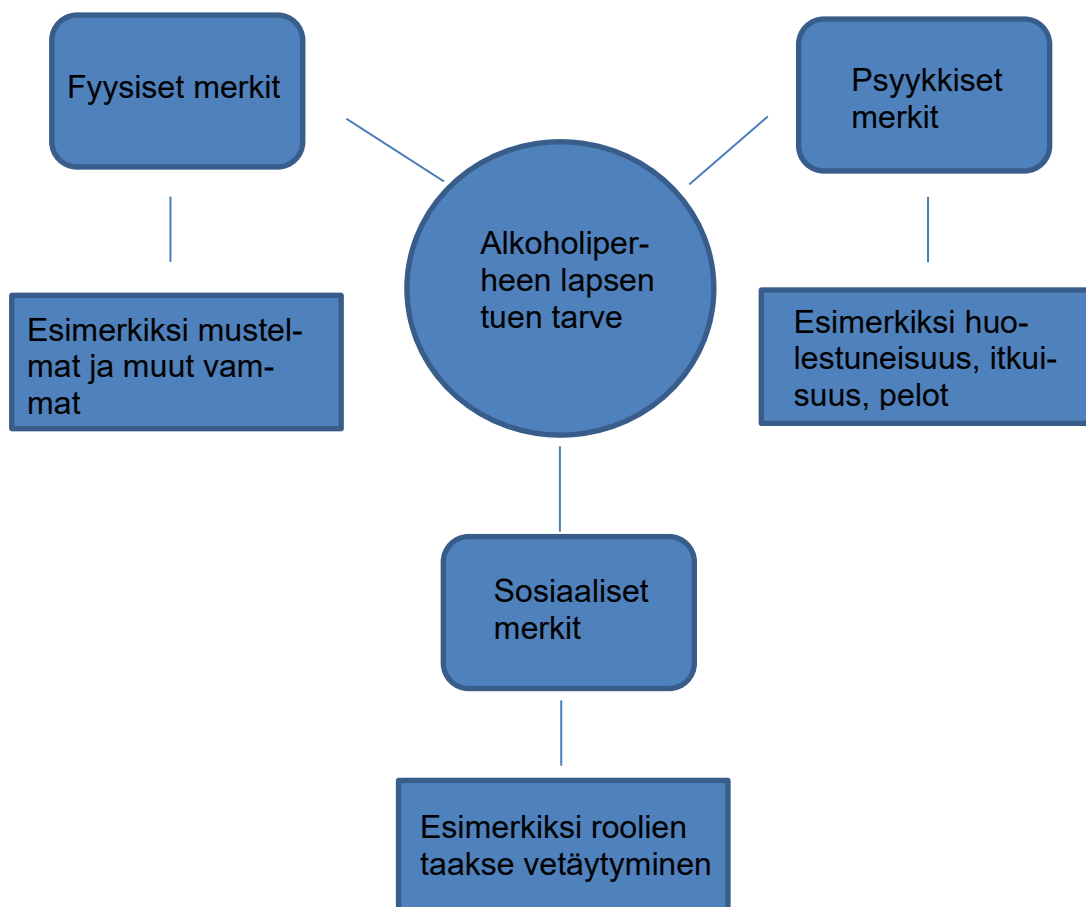 Fyysiset merkit
Psyykkiset
merkit
Alkoholiper-
heen lapsen
tuen tarve
Esimerkiksi mustel-
mat ja muut vam-
mat
Esimerkiksi huo-
lestuneisuus, itkui-
suus, pelot
Sosiaaliset
merkit
Esimerkiksi roolien
taakse vetäytyminen